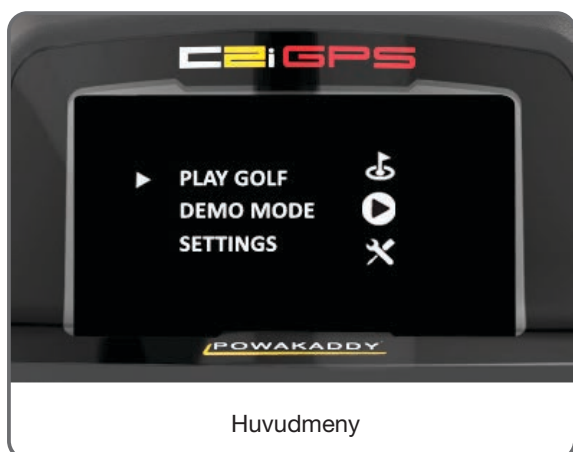 C2i GPS
PLAY GOLF
DEMO MODE
SETTINGS
POWAKADDY
Huvudmeny